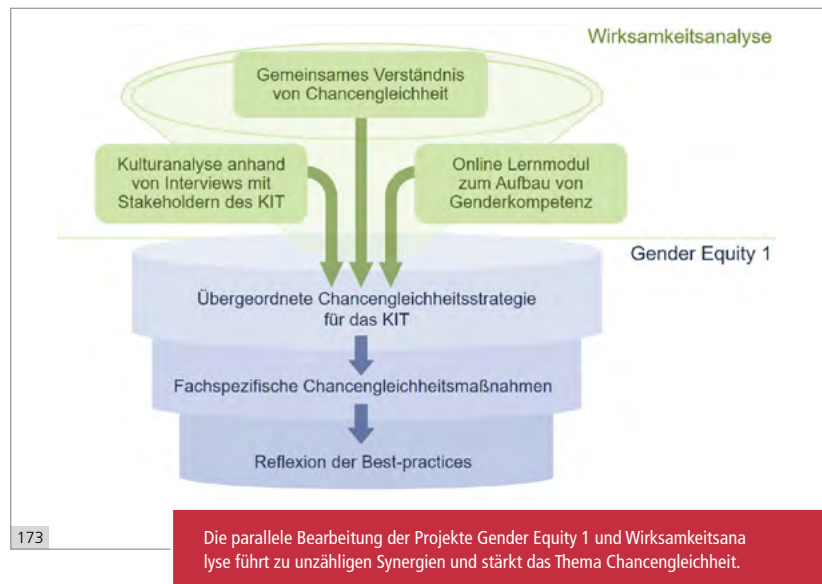 Wirksamkeitsanalyse
Gemeinsames Verständnis
von Chancengleichheit
Kulturanalyse anhand
von Interviews mit
Stakeholdern des KIT
Online Lernmodul
zum Aufbau von
Genderkompetenz
Gender Equity 1
Übergeordnete Chancengleichheitsstrategie
für das KIT
Fachspezifische Chancengleichheitsmaßnahmen
Reflexion der Best-practices
173
Die parallele Bearbeitung der Projekte Gender Equity 1 und Wirksamkeitsana
lyse führt zu unzähligen Synergien und stärkt das Thema Chancengleichheit.